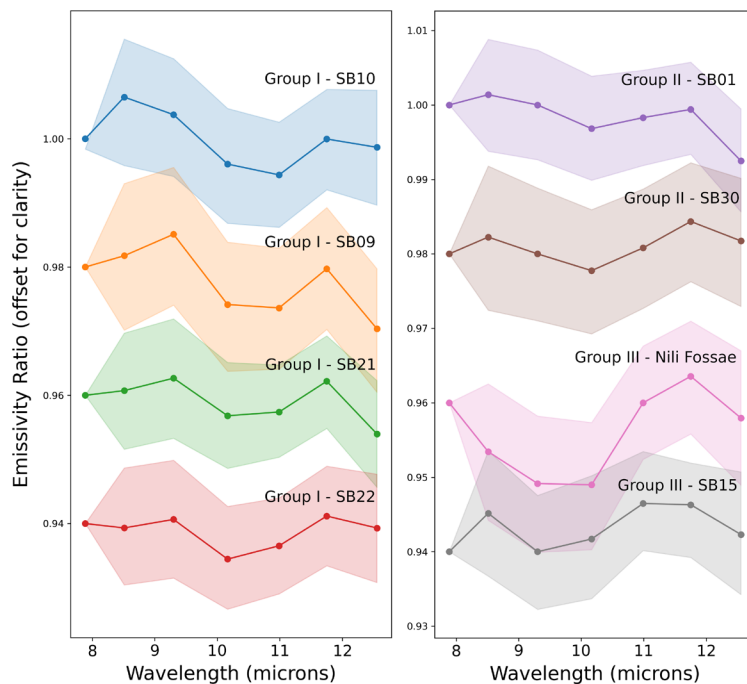 Emissivity Ratio (offset for clarity)
1.00
0.98
0.96
0.94
Group I - SB10
Group I - SB09
Group I - SB21
Group I - SB22
8 9 10 11 12
Wavelength (microns)
1.01
1.00
0.99
0.98
0.97
0.96
0.95
0.94
0.93
Group II - SB01
Group II - SB30
Group III - Nili Fossae
Group III - SB15
8 9 10 11 12
Wavelength (microns)